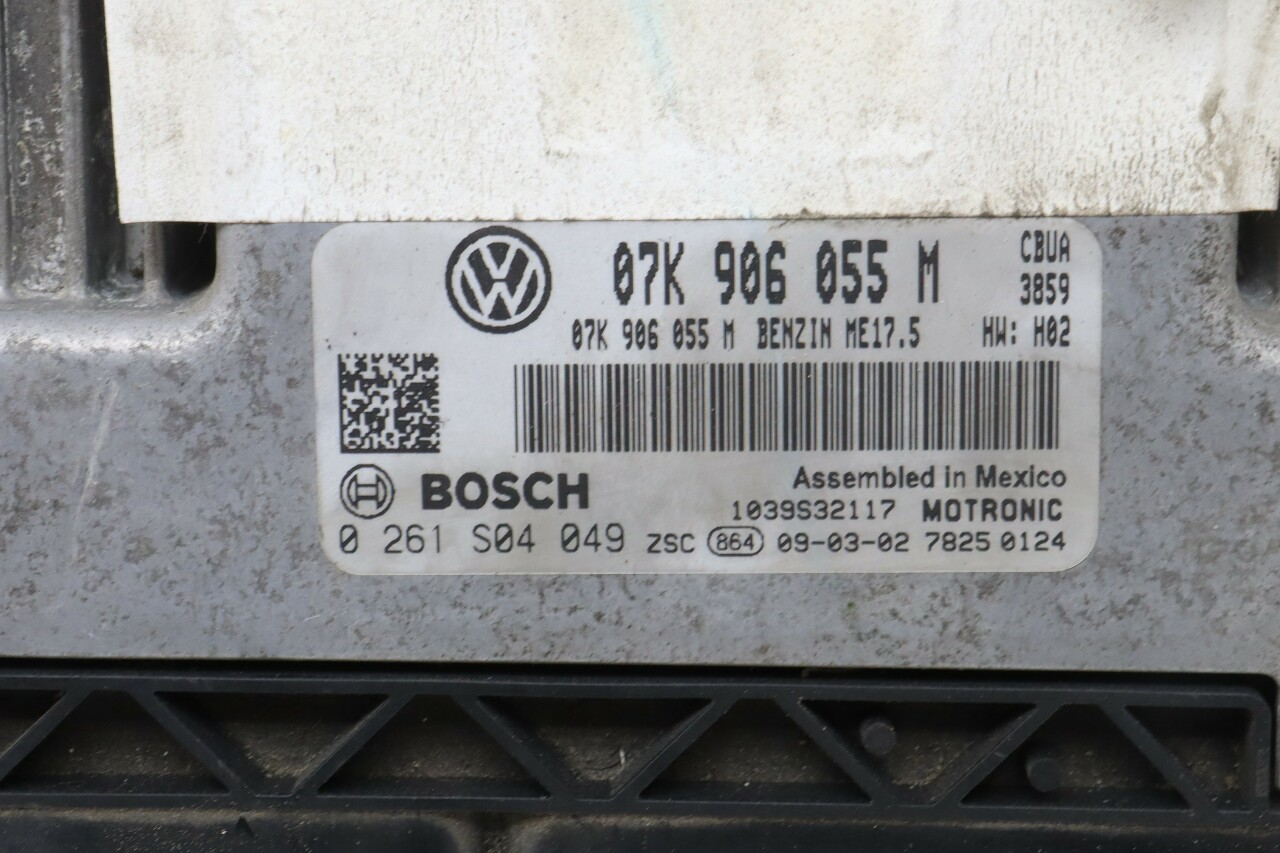 07K 906 055 M CBUA
3859
07K 906 055 M BENZIN ME17.5 HW: H02
BOSCH Assembled in Mexico
1039S32117 MOTRONIC
0 261 S04 049 ZSC 864 09-03-02 7825 0124